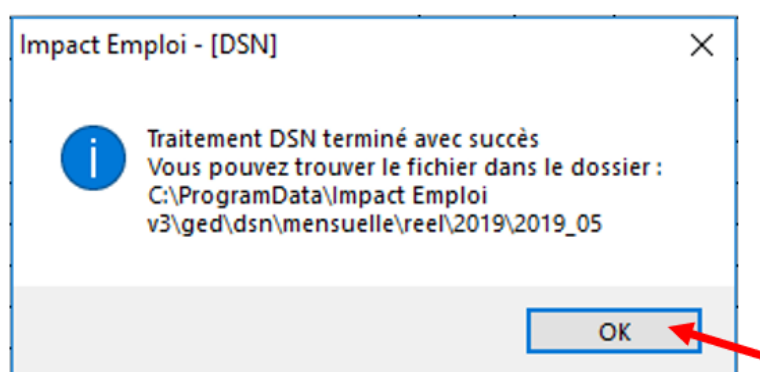 Impact Emploi - [DSN]
Traitement DSN terminé avec succès
Vous pouvez trouver le fichier dans le dossier :
C:\ProgramData\Impact Emploi
v3\ged\dsn\mensuelle\reel\2019\2019_05
OK